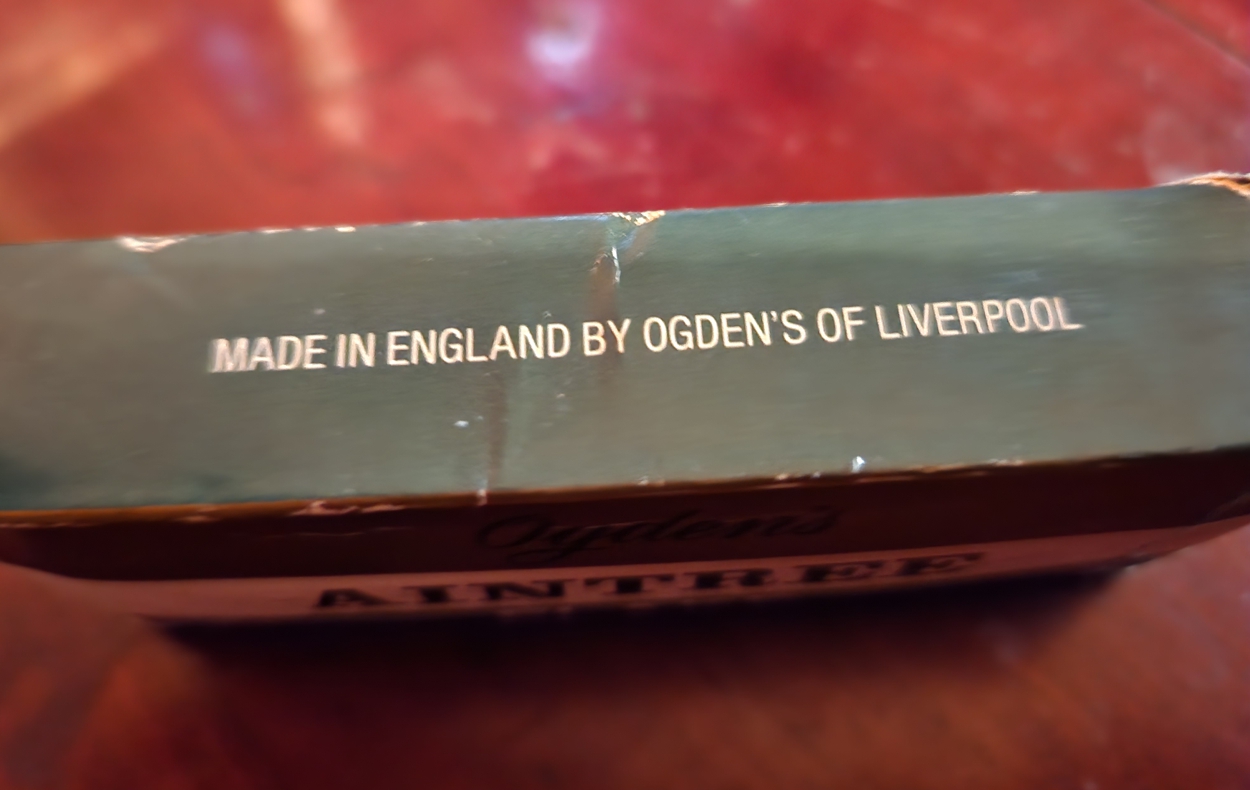 MADE IN ENGLAND BY OGDEN'S OF LIVERPOOL
Ogden's
AINTREE